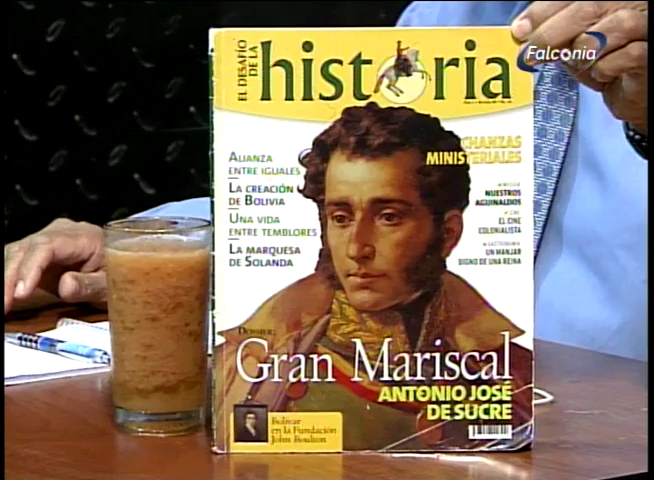 Falconia
EL DESAFÍO
DE LA
historia
CHANZAS
MINISTERIALES
ALIANZA
ENTRE IGUALES
LA CREACIÓN
DE BOLIVIA
UNA VIDA
ENTRE TEMBLORES
LA MARQUESA
DE SOLANDA
NUESTROS
AGUINALDOS
EL CINE
COLONIALISTA
UN MANJAR
DIGNO DE UNA REINA
DOSSIER:
Gran Mariscal
ANTONIO JOSÉ
DE SUCRE
Bolívar
en la Fundación
John Boulton